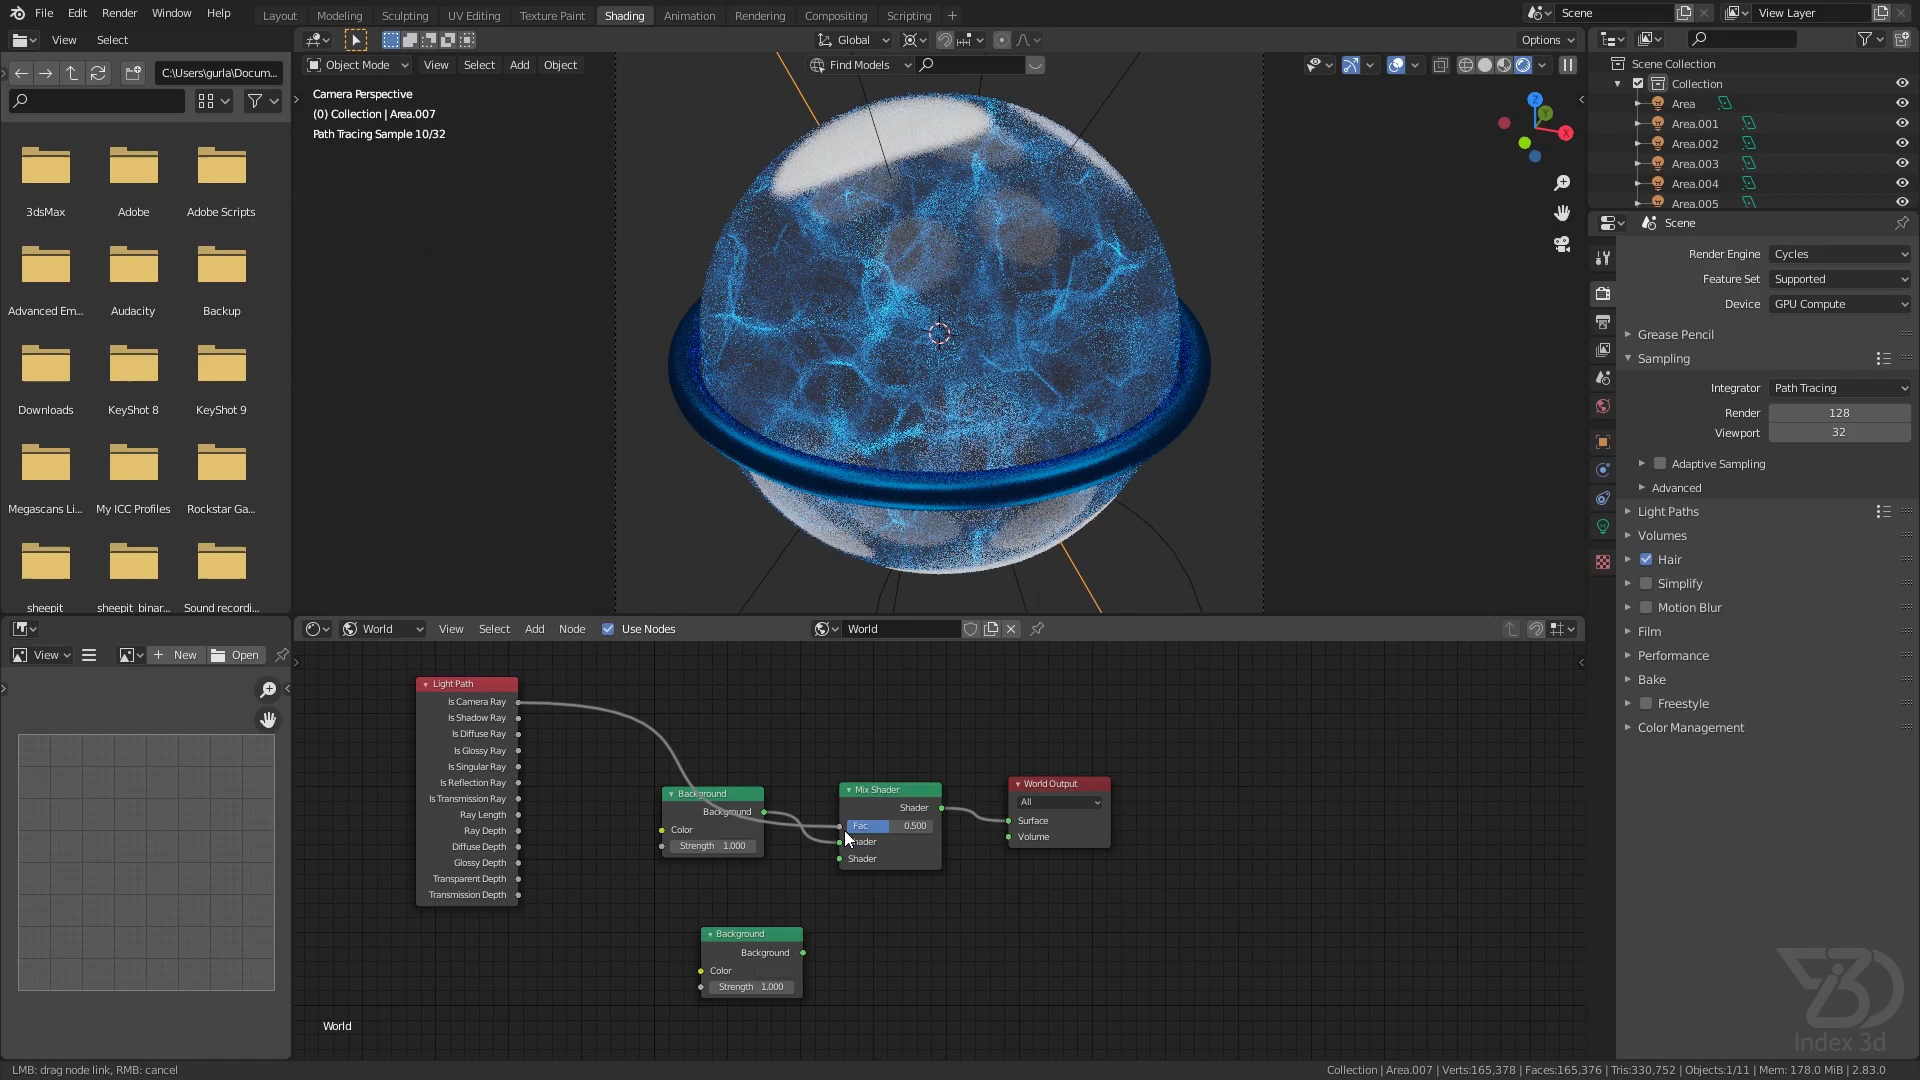 File Edit Render Window Help Layout Modeling Sculpting UV Editing Texture Paint Shading Animation Rendering Compositing Scripting + Scene View Layer
View Select Global Options
C:\Users\gurla\Docum...
Object Mode View Select Add Object Find Models
Camera Perspective
(0) Collection | Area.007
Path Tracing Sample 10/32
Z
Y
X
3dsMax Adobe Adobe Scripts
Advanced Em... Audacity Backup
Downloads KeyShot 8 KeyShot 9
Megascans Li... My ICC Profiles Rockstar Ga...
sheepit sheepit_binar... Sound recordi...
Scene Collection
Collection
Area
Area.001
Area.002
Area.003
Area.004
Area.005
Scene
Render Engine Cycles
Feature Set Supported
Device GPU Compute
Grease Pencil
Sampling
Integrator Path Tracing
Render 128
Viewport 32
Adaptive Sampling
Advanced
Light Paths
Volumes
Hair
Simplify
Motion Blur
Film
Performance
Bake
Freestyle
Color Management
World View Select Add Node Use Nodes World
View New Open
Light Path
Is Camera Ray
Is Shadow Ray
Is Diffuse Ray
Is Glossy Ray
Is Singular Ray
Is Reflection Ray
Is Transmission Ray
Ray Length
Ray Depth
Diffuse Depth
Glossy Depth
Transparent Depth
Transmission Depth
Background
Background
Color
Strength 1.000
Mix Shader
Shader
Fac 0.500
Shader
World Output
All
Surface
Volume
Background
Background
Color
Strength 1.000
World
Index 3d
LMB: drag node link, RMB: cancel
Collection | Area.007 | Verts:165,378 | Faces:165,376 | Tris:330,752 | Objects:1/11 | Mem: 178.0 MiB | 2.83.0